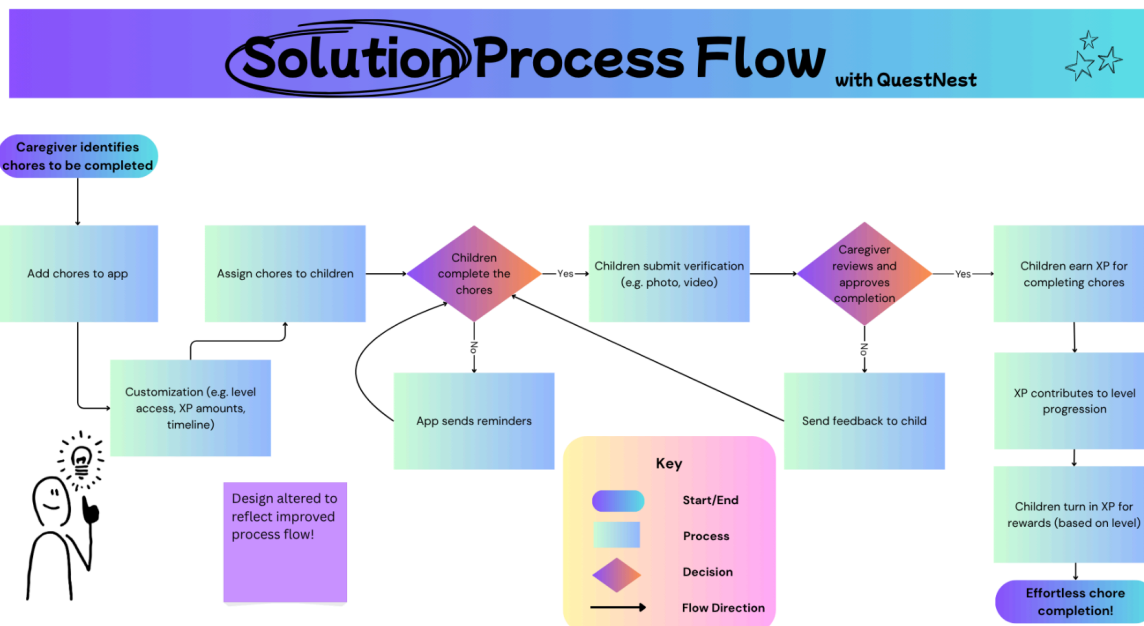 Solution Process Flow with QuestNest
Caregiver identifies
chores to be completed
Add chores to app
Customization (e.g. level
access, XP amounts,
timeline)
Assign chores to children
Children
complete the
chores
Yes
No
App sends reminders
Children submit verification
(e.g. photo, video)
Caregiver
reviews and
approves
completion
Yes
No
Send feedback to child
Children earn XP for
completing chores
XP contributes to level
progression
Children turn in XP for
rewards (based on level)
Effortless chore
completion!
Design altered to
reflect improved
process flow!
Key
Start/End
Process
Decision
Flow Direction